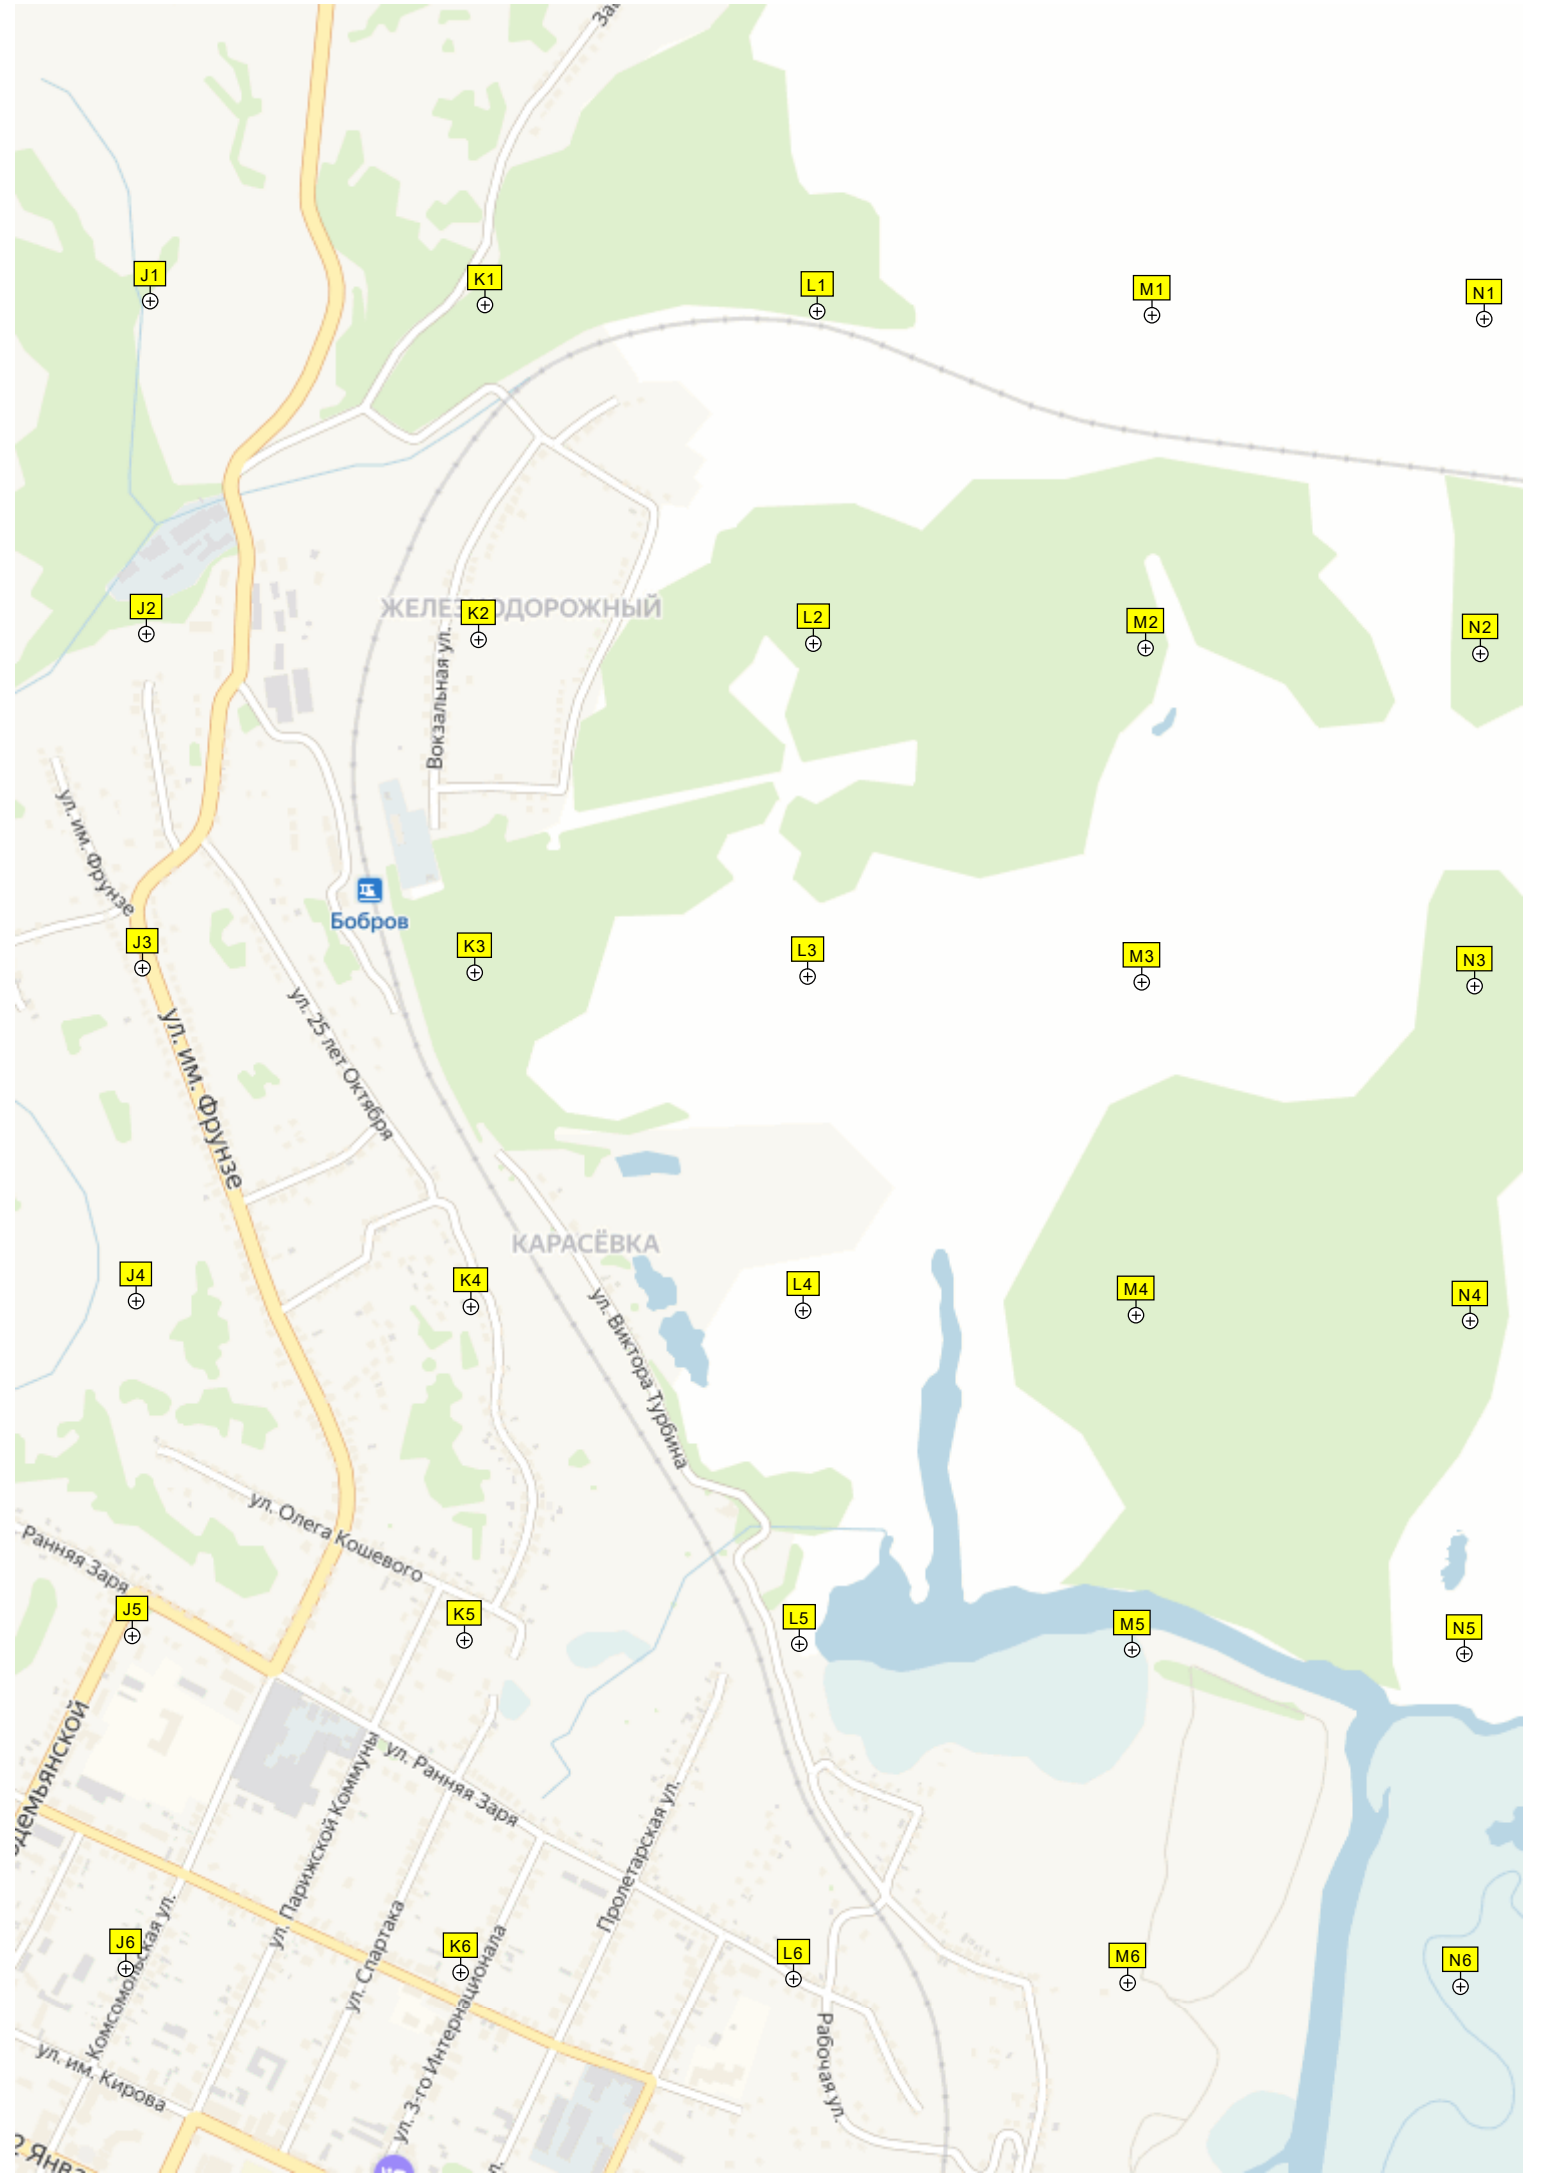 J1
K1
L1
M1
N1
ЖЕЛЕЗНОДОРОЖНЫЙ
J2
K2
L2
M2
N2
Вокзальная ул.
ул. им. Фрунзе
Бобров
J3
K3
L3
M3
N3
ул. 25 лет Октября
ул. им. Фрунзе
КАРАСЁВКА
J4
K4
L4
M4
N4
ул. Виктора Турбина
ул. Олега Кошевого
Ранняя Заря
J5
K5
L5
M5
N5
ул. Парижской Коммуны
ул. Ранняя Заря
Пролетарская ул.
Комсомольская ул.
ул. Спартака
ул. 3-го Интернационала
J6
K6
L6
M6
N6
Рабочая ул.
ул. им. Кирова